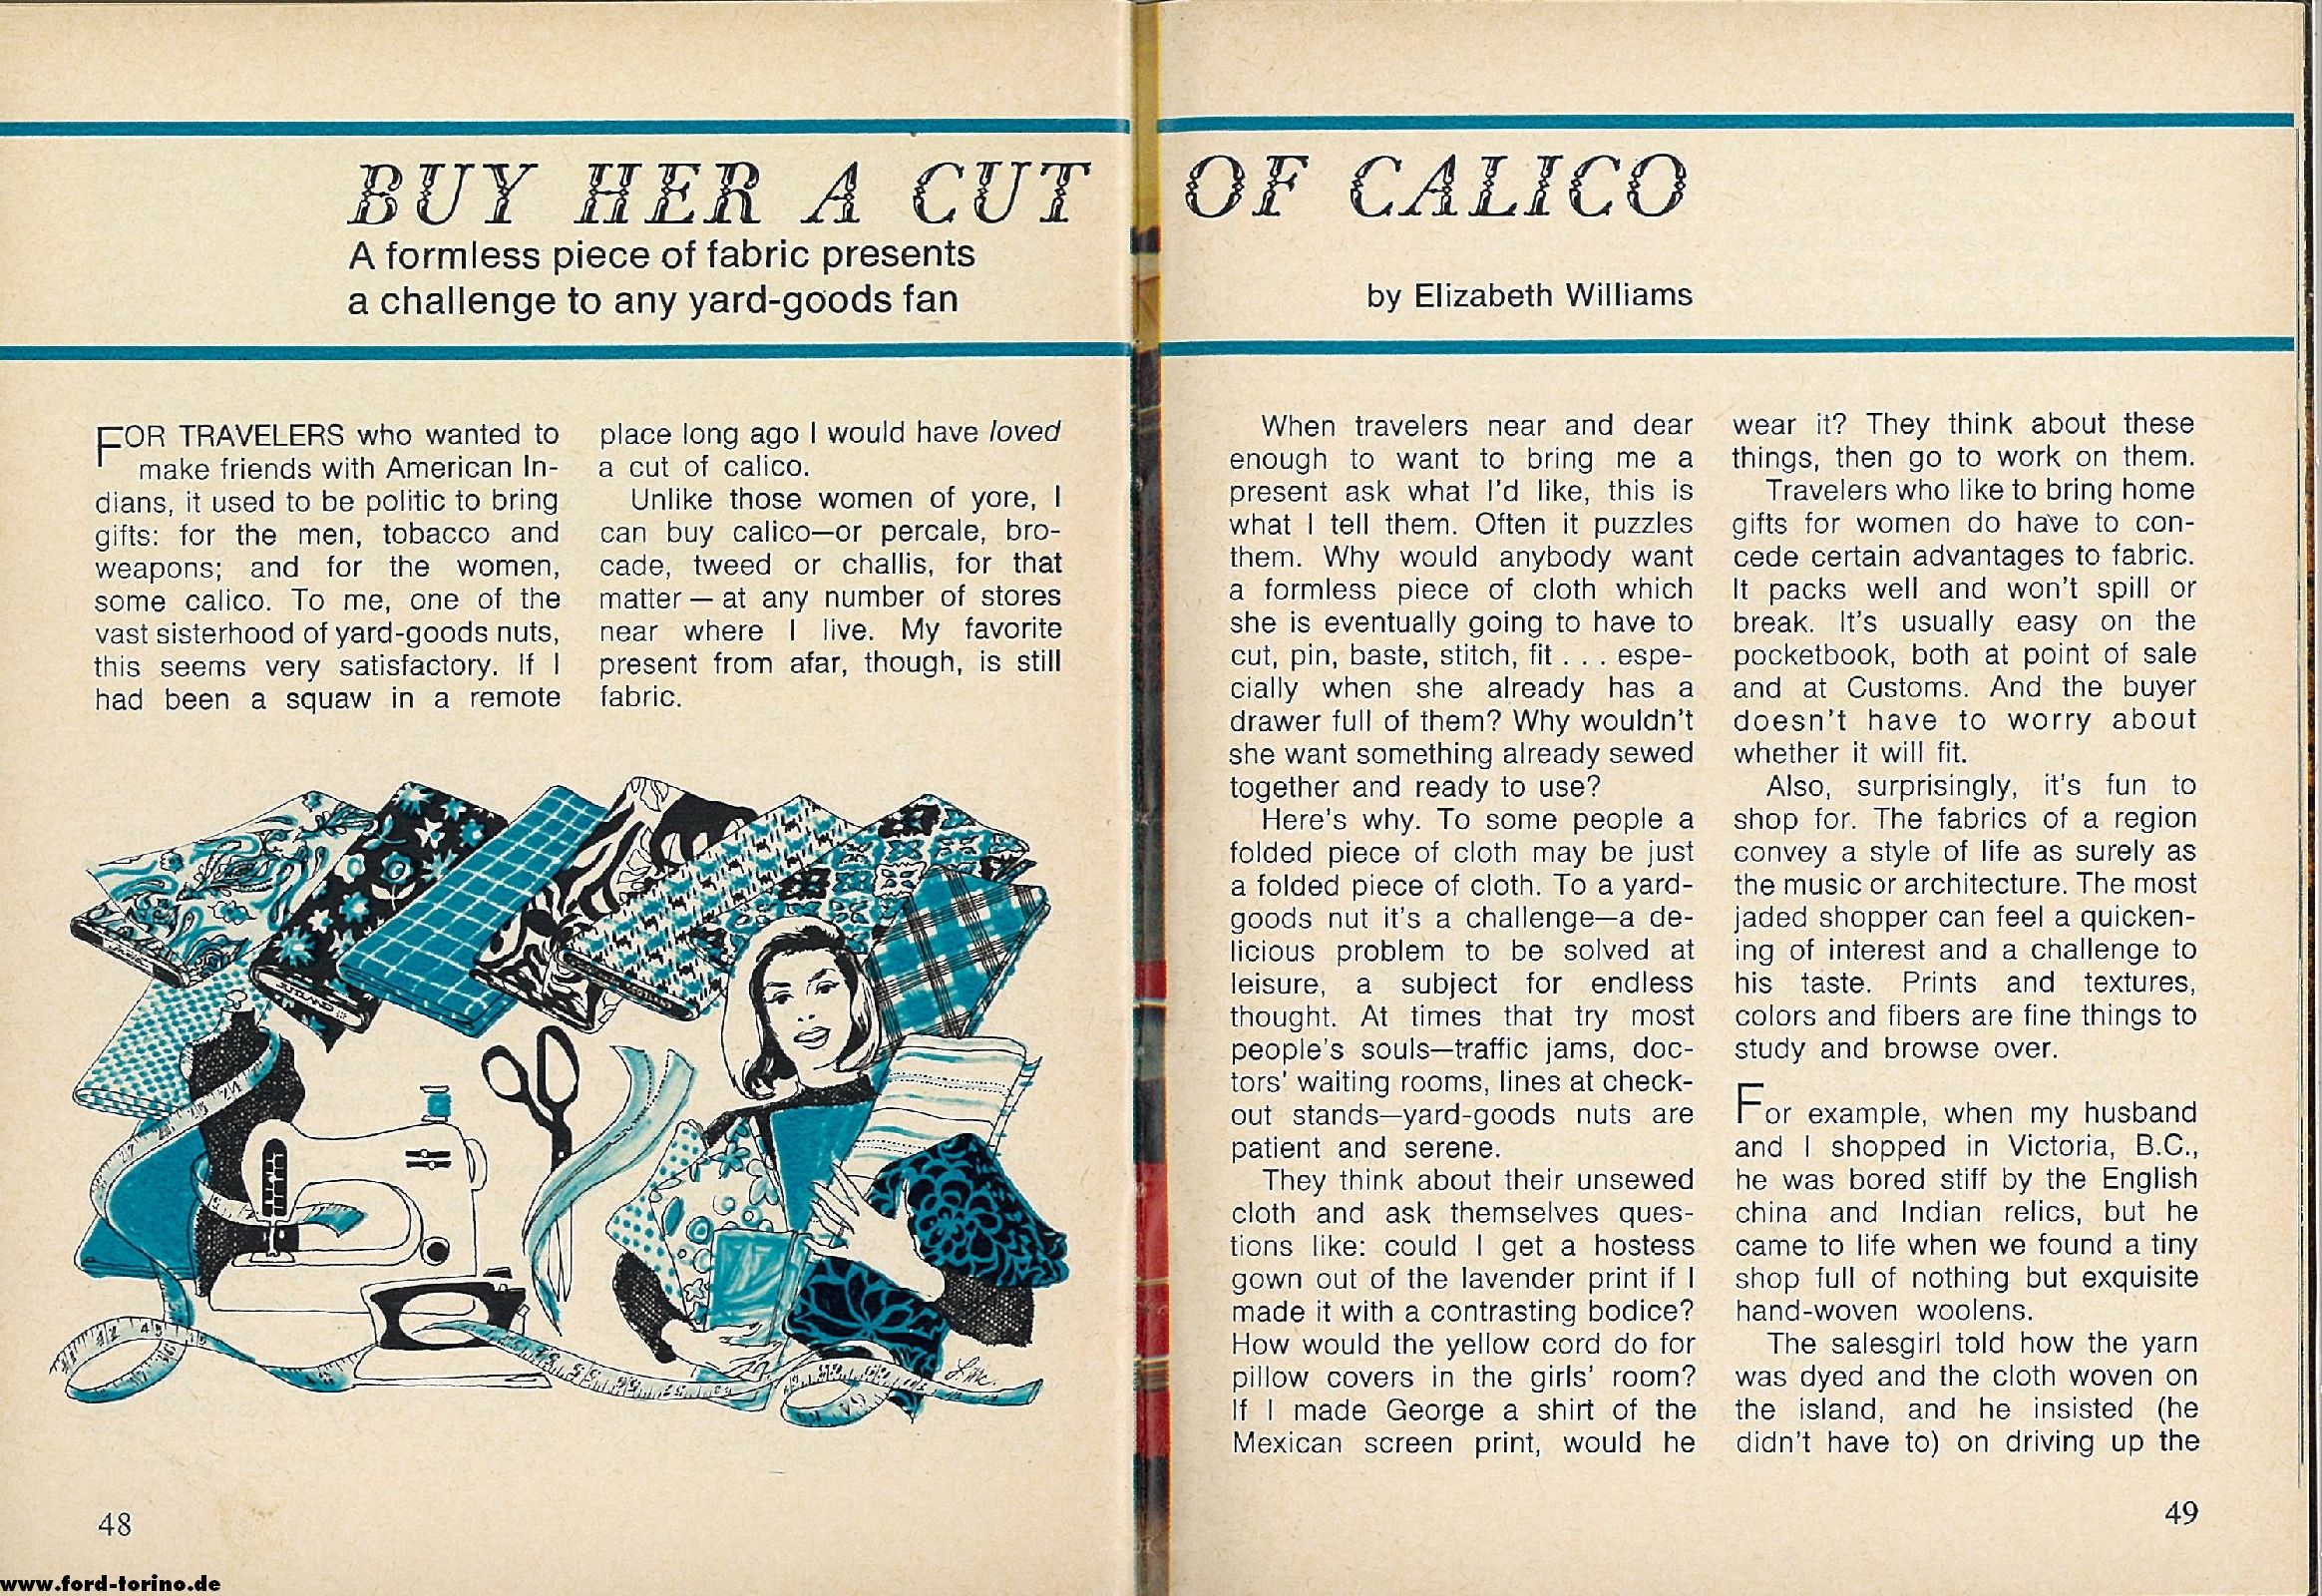 BUY HER A CUT OF CALICO
A formless piece of fabric presents
a challenge to any yard-goods fan
by Elizabeth Williams
FOR TRAVELERS who wanted to
make friends with American In-
dians, it used to be politic to bring
gifts: for the men, tobacco and
weapons; and for the women,
some calico. To me, one of the
vast sisterhood of yard-goods nuts,
this seems very satisfactory. If I
had been a squaw in a remote
place long ago I would have loved
a cut of calico.
Unlike those women of yore, I
can buy calico—or percale, bro-
cade, tweed or challis, for that
matter — at any number of stores
near where I live. My favorite
present from afar, though, is still
fabric.
48
When travelers near and dear
enough to want to bring me a
present ask what I'd like, this is
what I tell them. Often it puzzles
them. Why would anybody want
a formless piece of cloth which
she is eventually going to have to
cut, pin, baste, stitch, fit . . . espe-
cially when she already has a
drawer full of them? Why wouldn't
she want something already sewed
together and ready to use?
Here's why. To some people a
folded piece of cloth may be just
a folded piece of cloth. To a yard-
goods nut it's a challenge—a de-
licious problem to be solved at
leisure, a subject for endless
thought. At times that try most
people's souls—traffic jams, doc-
tors' waiting rooms, lines at check-
out stands—yard-goods nuts are
patient and serene.
They think about their unsewed
cloth and ask themselves ques-
tions like: could I get a hostess
gown out of the lavender print if I
made it with a contrasting bodice?
How would the yellow cord do for
pillow covers in the girls' room?
If I made George a shirt of the
Mexican screen print, would he
wear it? They think about these
things, then go to work on them.
Travelers who like to bring home
gifts for women do have to con-
cede certain advantages to fabric.
It packs well and won't spill or
break. It's usually easy on the
pocketbook, both at point of sale
and at Customs. And the buyer
doesn't have to worry about
whether it will fit.
Also, surprisingly, it's fun to
shop for. The fabrics of a region
convey a style of life as surely as
the music or architecture. The most
jaded shopper can feel a quicken-
ing of interest and a challenge to
his taste. Prints and textures,
colors and fibers are fine things to
study and browse over.
For example, when my husband
and I shopped in Victoria, B.C.,
he was bored stiff by the English
china and Indian relics, but he
came to life when we found a tiny
shop full of nothing but exquisite
hand-woven woolens.
The salesgirl told how the yarn
was dyed and the cloth woven on
the island, and he insisted (he
didn't have to) on driving up the
49
www.ford-torino.de